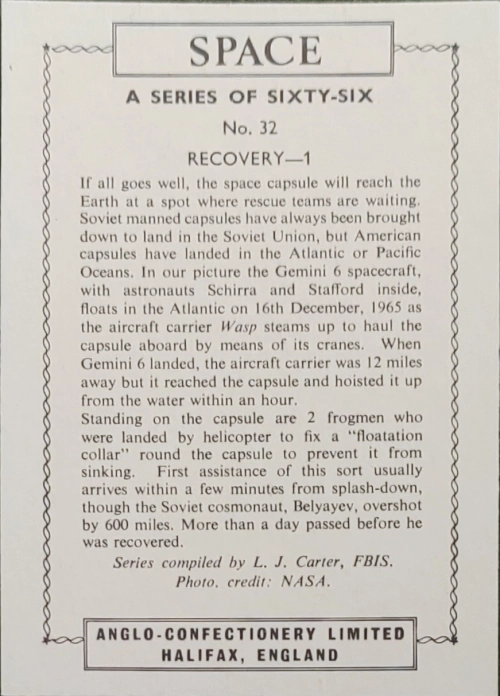 SPACE
A SERIES OF SIXTY-SIX
No. 32
RECOVERY—1
If all goes well, the space capsule will reach the
Earth at a spot where rescue teams are waiting.
Soviet manned capsules have always been brought
down to land in the Soviet Union, but American
capsules have landed in the Atlantic or Pacific
Oceans. In our picture the Gemini 6 spacecraft,
with astronauts Schirra and Stafford inside,
floats in the Atlantic on 16th December, 1965 as
the aircraft carrier Wasp steams up to haul the
capsule aboard by means of its cranes. When
Gemini 6 landed, the aircraft carrier was 12 miles
away but it reached the capsule and hoisted it up
from the water within an hour.
Standing on the capsule are 2 frogmen who
were landed by helicopter to fix a "floatation
collar" round the capsule to prevent it from
sinking. First assistance of this sort usually
arrives within a few minutes from splash-down,
though the Soviet cosmonaut, Belyayev, overshot
by 600 miles. More than a day passed before he
was recovered.
Series compiled by L. J. Carter, FBIS.
Photo. credit: NASA.
ANGLO-CONFECTIONERY LIMITED
HALIFAX, ENGLAND